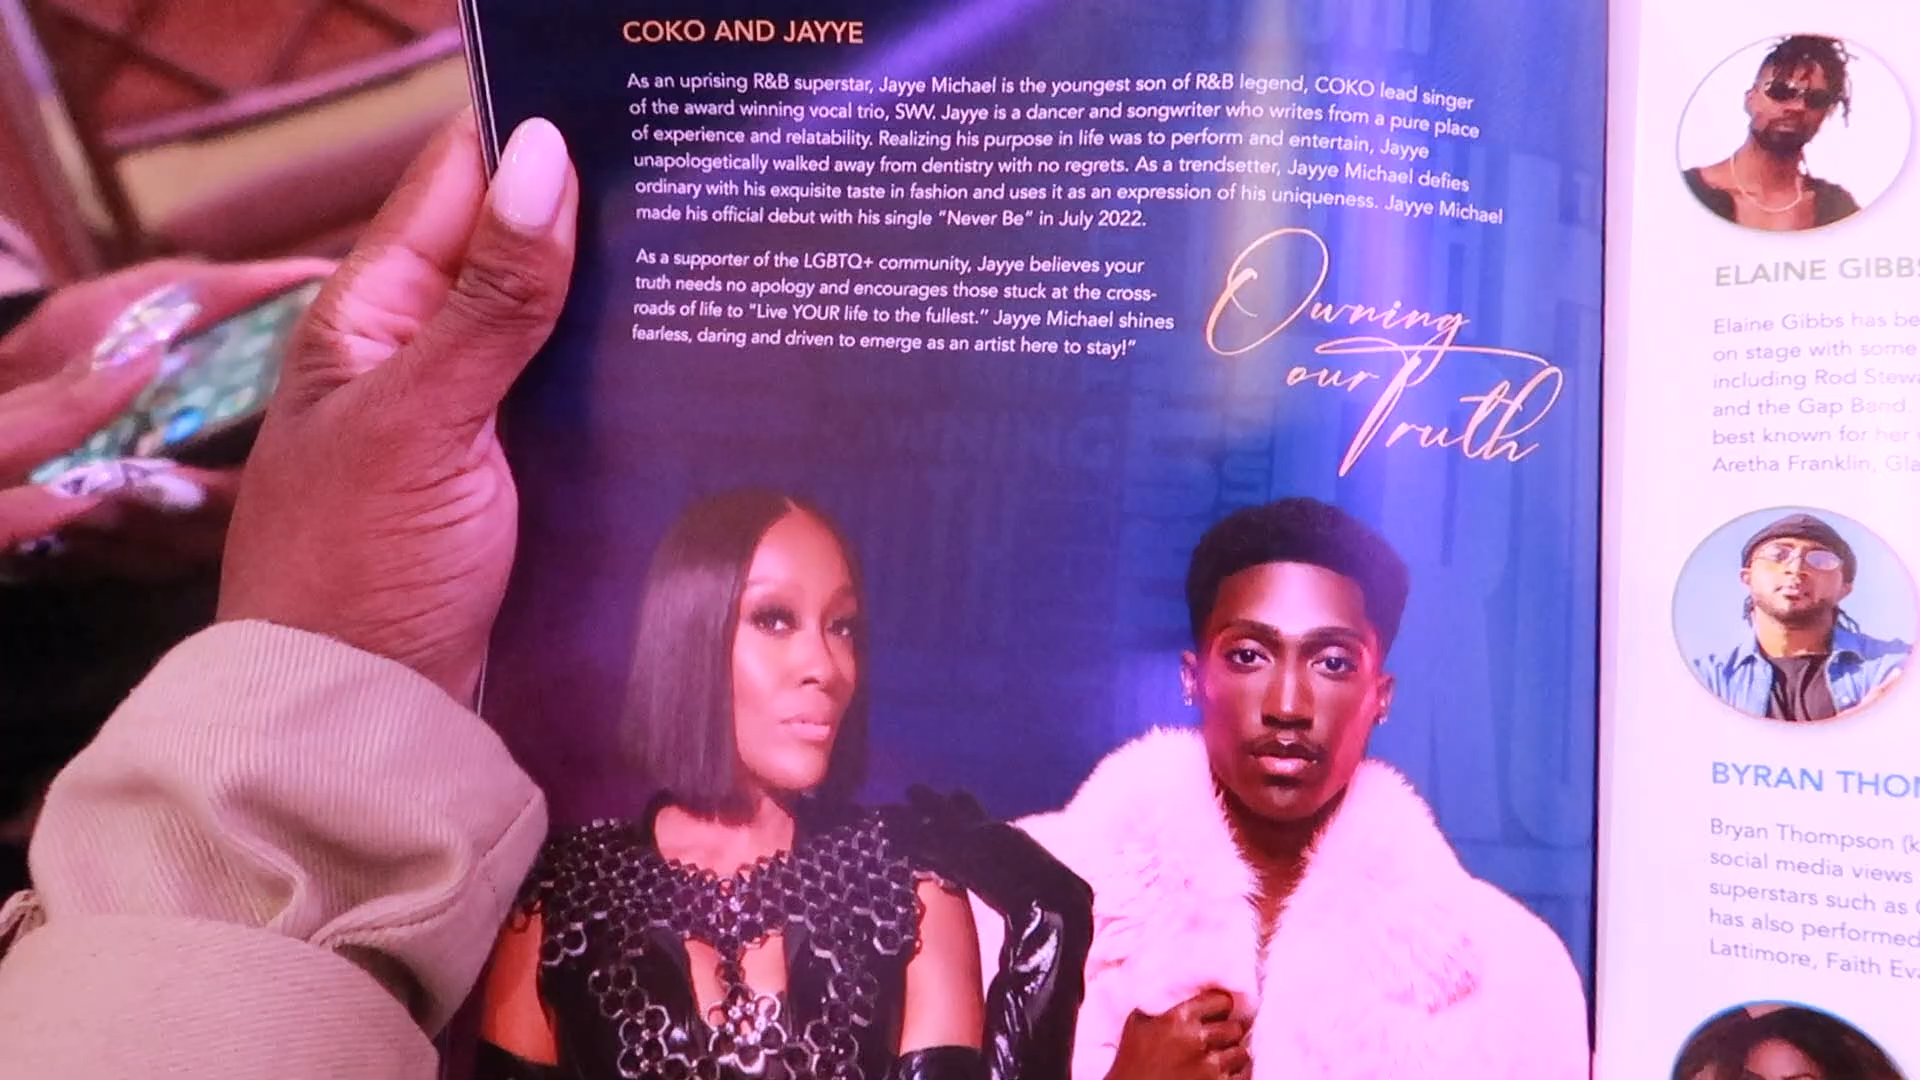 COKO AND JAYYE
As an uprising R&B superstar, Jayye Michael is the youngest son of R&B legend, COKO lead singer
of the award winning vocal trio, SWV. Jayye is a dancer and songwriter who writes from a pure place
of experience and relatability. Realizing his purpose in life was to perform and entertain, Jayye
unapologetically walked away from dentistry with no regrets. As a trendsetter, Jayye Michael defies
ordinary with his exquisite taste in fashion and uses it as an expression of his uniqueness. Jayye Michael
made his official debut with his single “Never Be” in July 2022.
As a supporter of the LGBTQ+ community, Jayye believes your
truth needs no apology and encourages those stuck at the cross-
roads of life to “Live YOUR life to the fullest.” Jayye Michael shines
fearless, daring and driven to emerge as an artist here to stay!”
Owning
our Truth
ELAINE GIBBS
Elaine Gibbs has be
on stage with some
including Rod Stewa
and the Gap Band.
best known for her
Aretha Franklin, Gla
BYRAN THO
Bryan Thompson (k
social media views
superstars such as
has also performed
Lattimore, Faith Eva